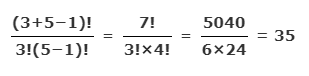 (3+5−1)!/3!(5−1)! = 7!/3!×4! = 5040/6×24 = 35